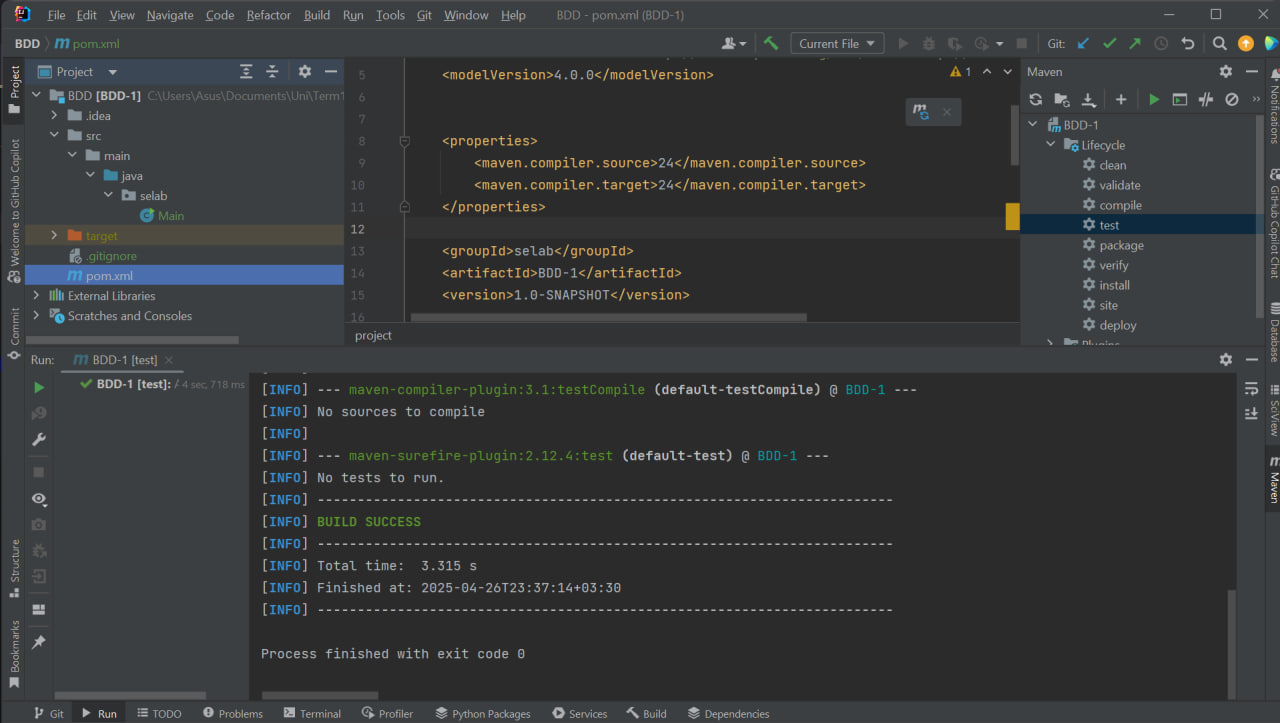 File Edit View Navigate Code Refactor Build Run Tools Git Window Help BDD - pom.xml (BDD-1)
BDD pom.xml Current File Git:
Project
Project
BDD [BDD-1] C:\Users\Asus\Documents\Uni\Term1
.idea
src
main
java
selab
Main
target
.gitignore
pom.xml
External Libraries
Scratches and Consoles
Welcome to GitHub Copilot
Commit
Structure
Bookmarks
5 <modelVersion>4.0.0</modelVersion>
6
7
8 <properties>
9 <maven.compiler.source>24</maven.compiler.source>
10 <maven.compiler.target>24</maven.compiler.target>
11 </properties>
12
13 <groupId>selab</groupId>
14 <artifactId>BDD-1</artifactId>
15 <version>1.0-SNAPSHOT</version>
16
1
project
Maven
BDD-1
Lifecycle
clean
validate
compile
test
package
verify
install
site
deploy
Plugins
Notifications
GitHub Copilot Chat
Database
SciView
Maven
Run: BDD-1 [test]
BDD-1 [test]: 4 sec, 718 ms
[INFO] --- maven-compiler-plugin:3.1:testCompile (default-testCompile) @ BDD-1 ---
[INFO] No sources to compile
[INFO]
[INFO] --- maven-surefire-plugin:2.12.4:test (default-test) @ BDD-1 ---
[INFO] No tests to run.
[INFO] ------------------------------------------------------------------------
[INFO] BUILD SUCCESS
[INFO] ------------------------------------------------------------------------
[INFO] Total time:  3.315 s
[INFO] Finished at: 2025-04-26T23:37:14+03:30
[INFO] ------------------------------------------------------------------------
Process finished with exit code 0
Git Run TODO Problems Terminal Profiler Python Packages Services Build Dependencies